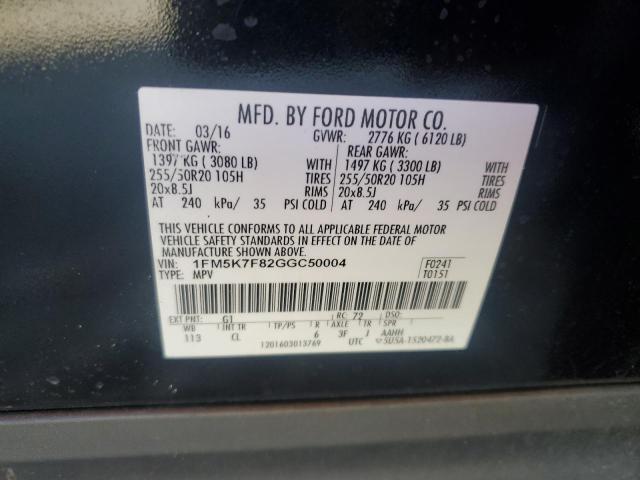 MFD. BY FORD MOTOR CO.
DATE: 03/16 GVWR: 2776 KG ( 6120 LB)
FRONT GAWR: REAR GAWR:
1397 KG ( 3080 LB) WITH 1497 KG ( 3300 LB) WITH
255/50R20 105H TIRES 255/50R20 105H TIRES
20x8.5J RIMS 20x8.5J RIMS
AT 240 kPa/ 35 PSI COLD AT 240 kPa/ 35 PSI COLD
THIS VEHICLE CONFORMS TO ALL APPLICABLE FEDERAL MOTOR
VEHICLE SAFETY STANDARDS IN EFFECT ON THE DATE OF
MANUFACTURE SHOWN ABOVE.
VIN: 1FM5K7F82GGC50004 F0241
TYPE: MPV T0151
EXT PNT: G1 RC: 72 DSO:
WB INT TR TP/PS R AXLE TR SPR
113 CL 6 3F J AAHH
1201603013769 UTC 5U5A-1520472-BA